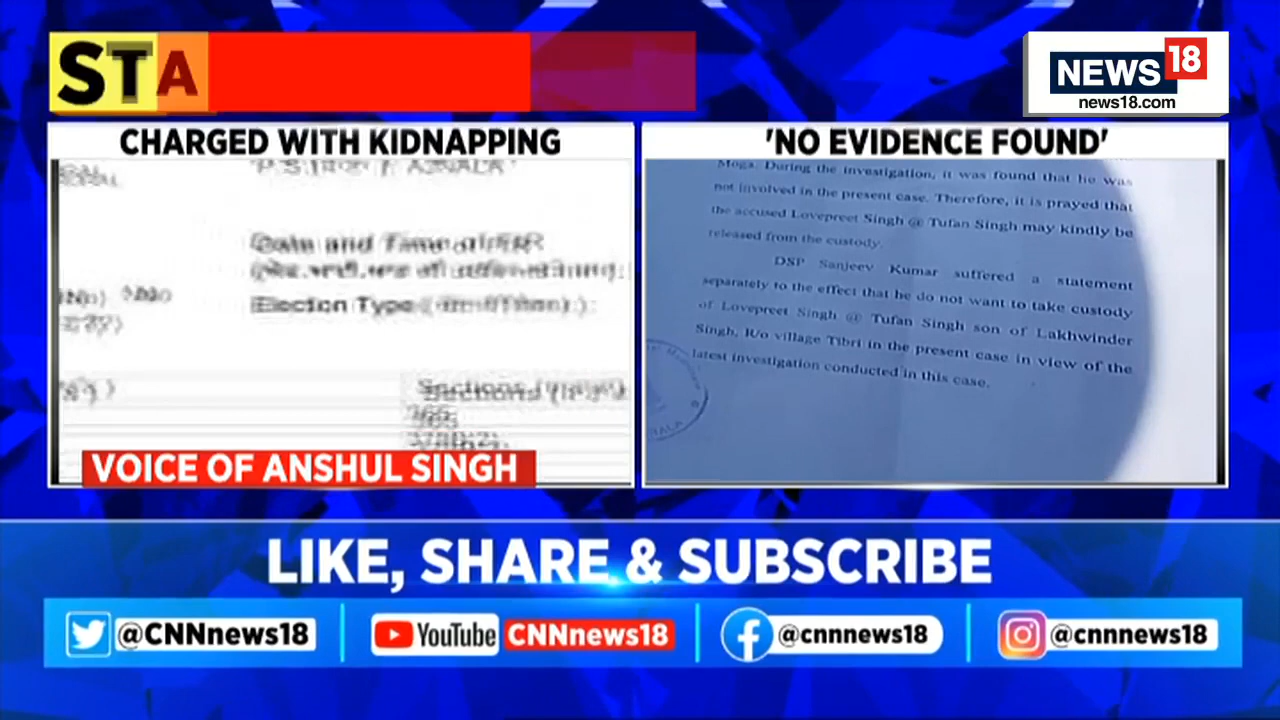 STA
NEWS 18
news18.com
CHARGED WITH KIDNAPPING
'NO EVIDENCE FOUND'
Date and Time of FIR
Election Type
Sections
365
VOICE OF ANSHUL SINGH
Moga. During the investigation, it was found that he was
not involved in the present case. Therefore, it is prayed that
the accused Lovepreet Singh @ Tufan Singh may kindly be
released from the custody.
DSP Sanjeev Kumar suffered a statement
separately to the effect that he do not want to take custody
of Lovepreet Singh @ Tufan Singh son of Lakhwinder
Singh, R/o village Tibri in the present case in view of the
latest investigation conducted in this case.
LIKE, SHARE & SUBSCRIBE
@CNNnews18
YouTube CNNnews18
@cnnnews18
@cnnnews18